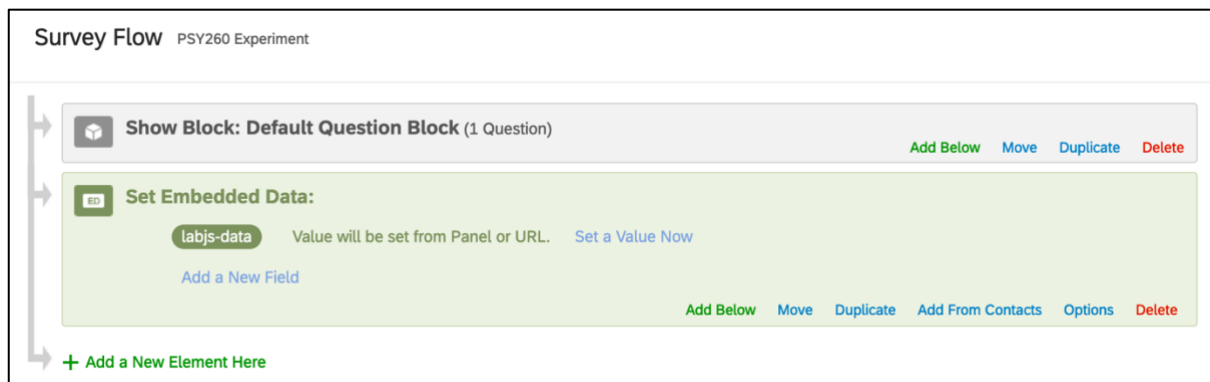 Survey Flow PSY260 Experiment
Show Block: Default Question Block (1 Question)
Add Below Move Duplicate Delete
ED Set Embedded Data:
labjs-data Value will be set from Panel or URL. Set a Value Now
Add a New Field
Add Below Move Duplicate Add From Contacts Options Delete
+ Add a New Element Here